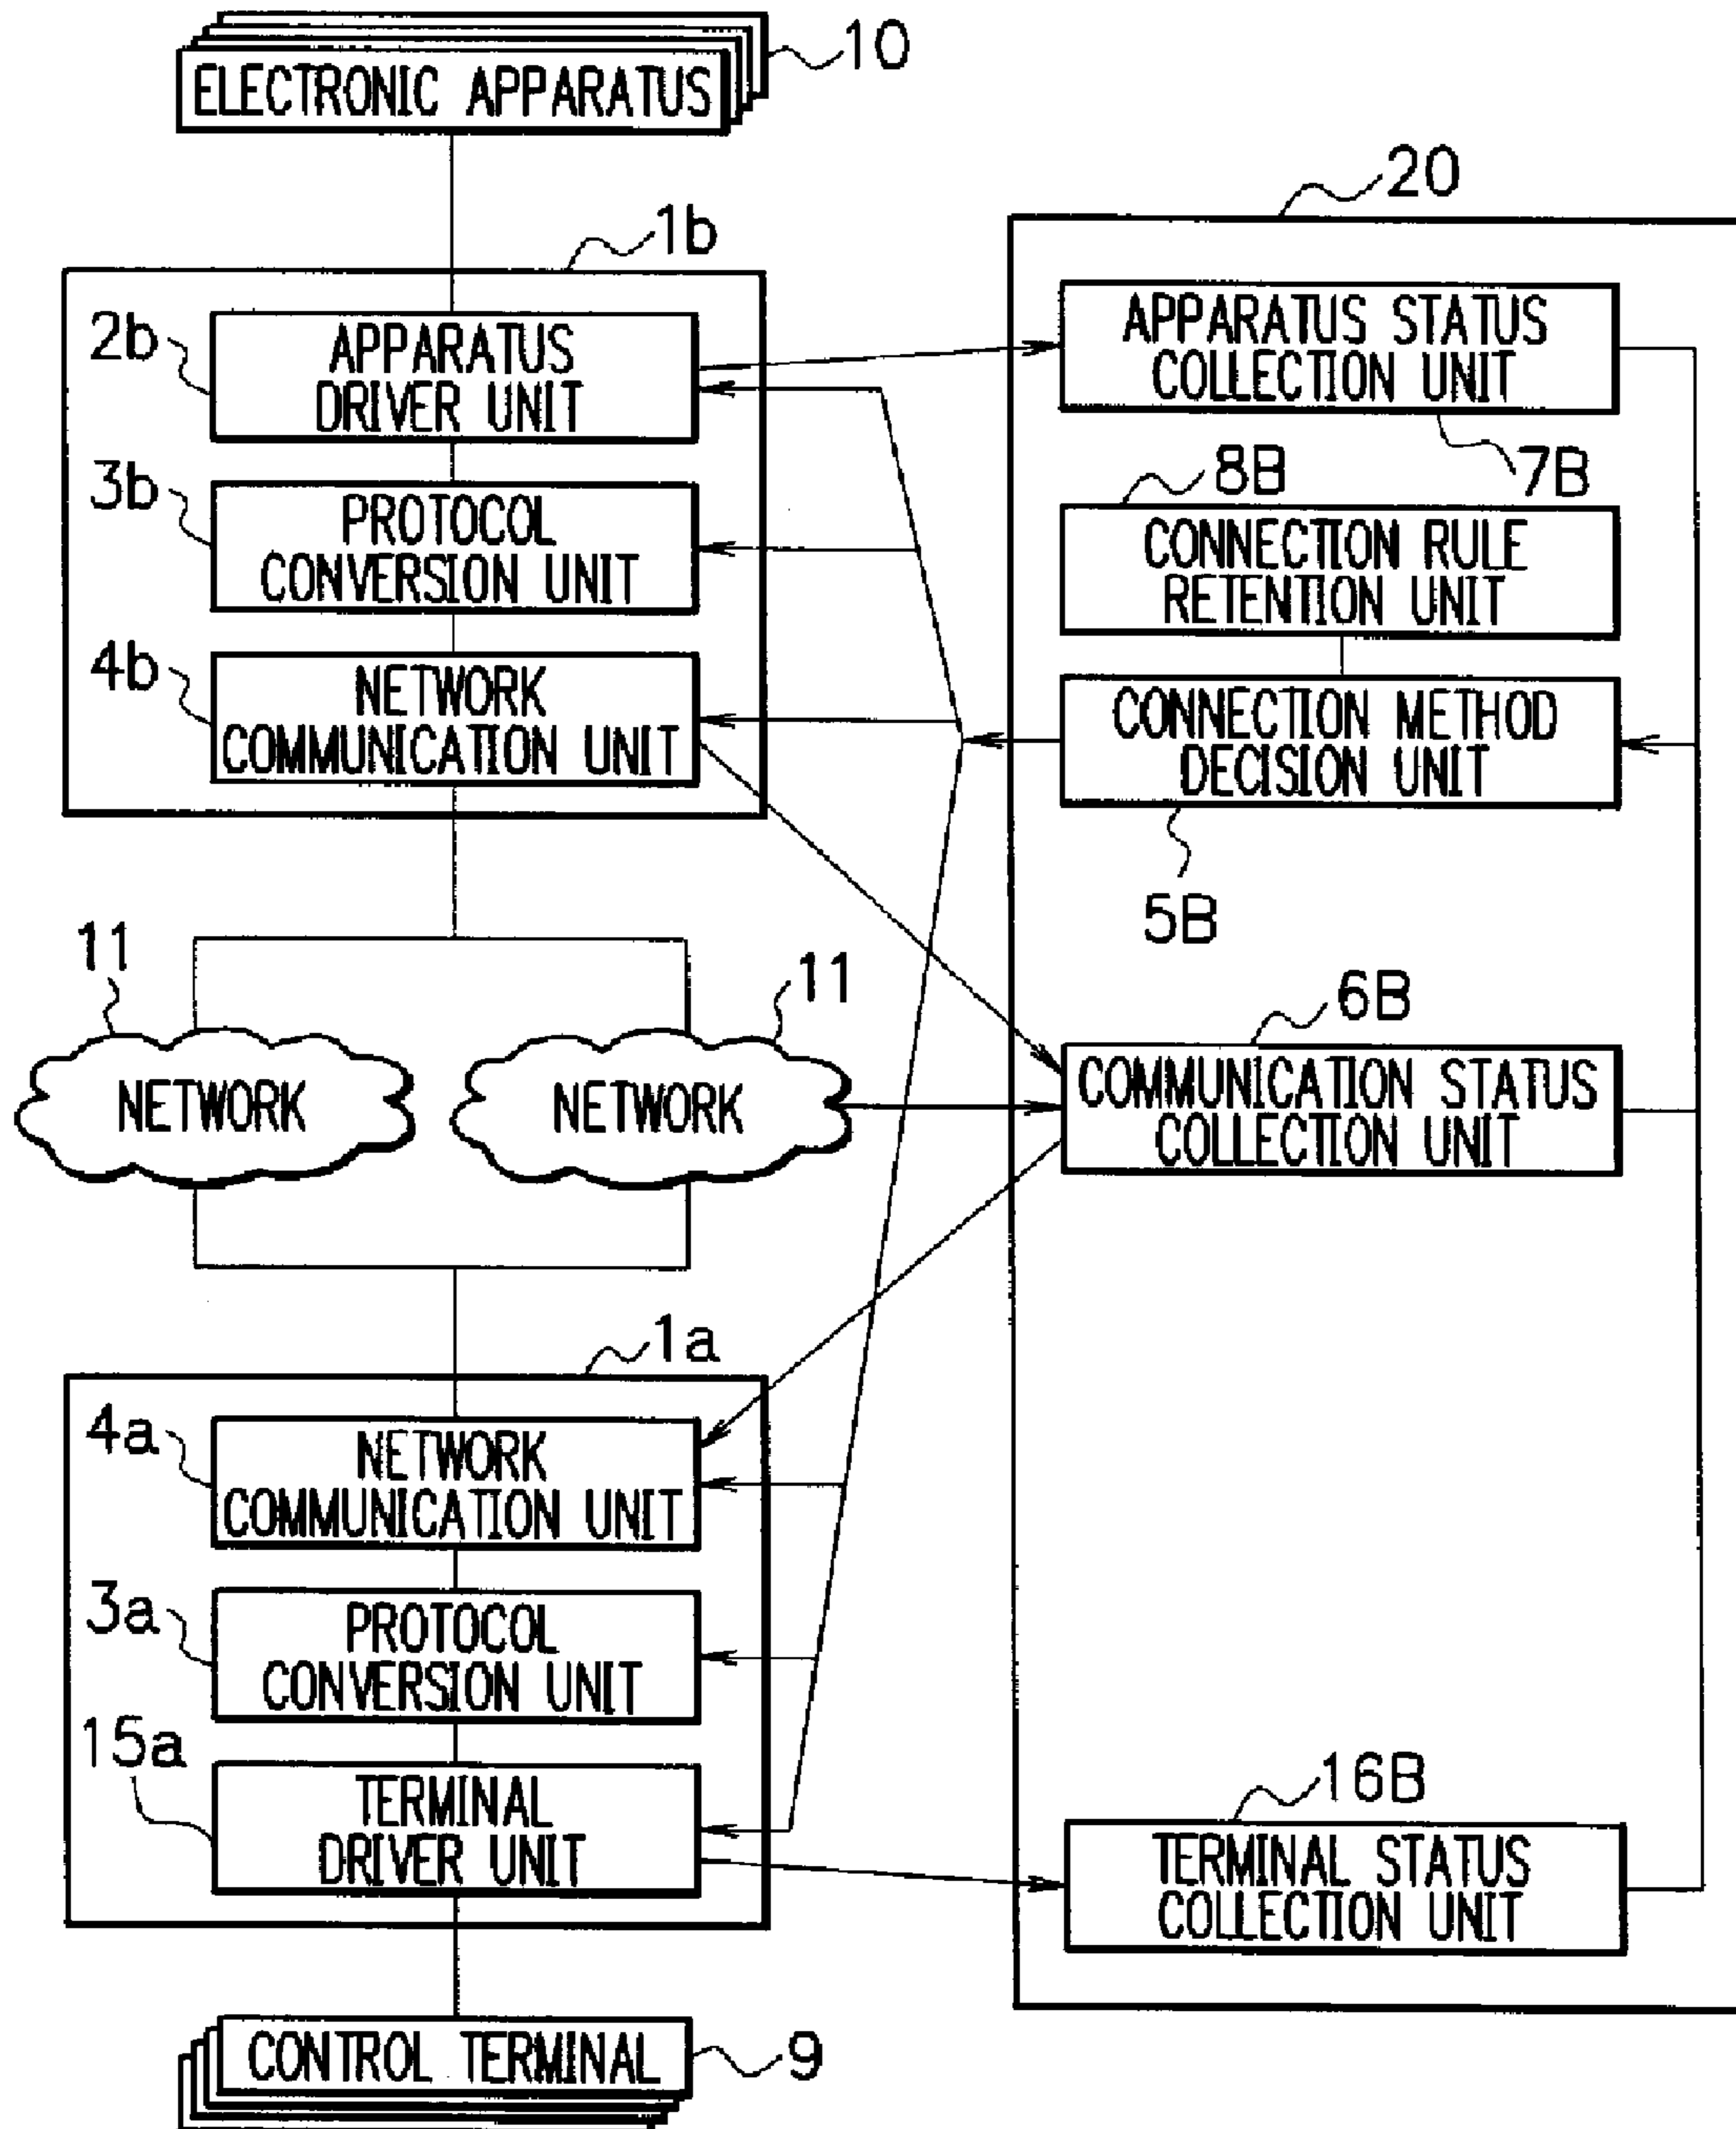 ELECTRONIC APPARATUS
10
20
1b
2b
APPARATUS
DRIVER UNIT
APPARATUS STATUS
COLLECTION UNIT
7B
3b
PROTOCOL
CONVERSION UNIT
8B
CONNECTION RULE
RETENTION UNIT
4b
NETWORK
COMMUNICATION UNIT
CONNECTION METHOD
DECISION UNIT
5B
11
NETWORK
11
NETWORK
6B
COMMUNICATION STATUS
COLLECTION UNIT
1a
4a
NETWORK
COMMUNICATION UNIT
3a
PROTOCOL
CONVERSION UNIT
15a
TERMINAL
DRIVER UNIT
16B
TERMINAL STATUS
COLLECTION UNIT
CONTROL TERMINAL
9